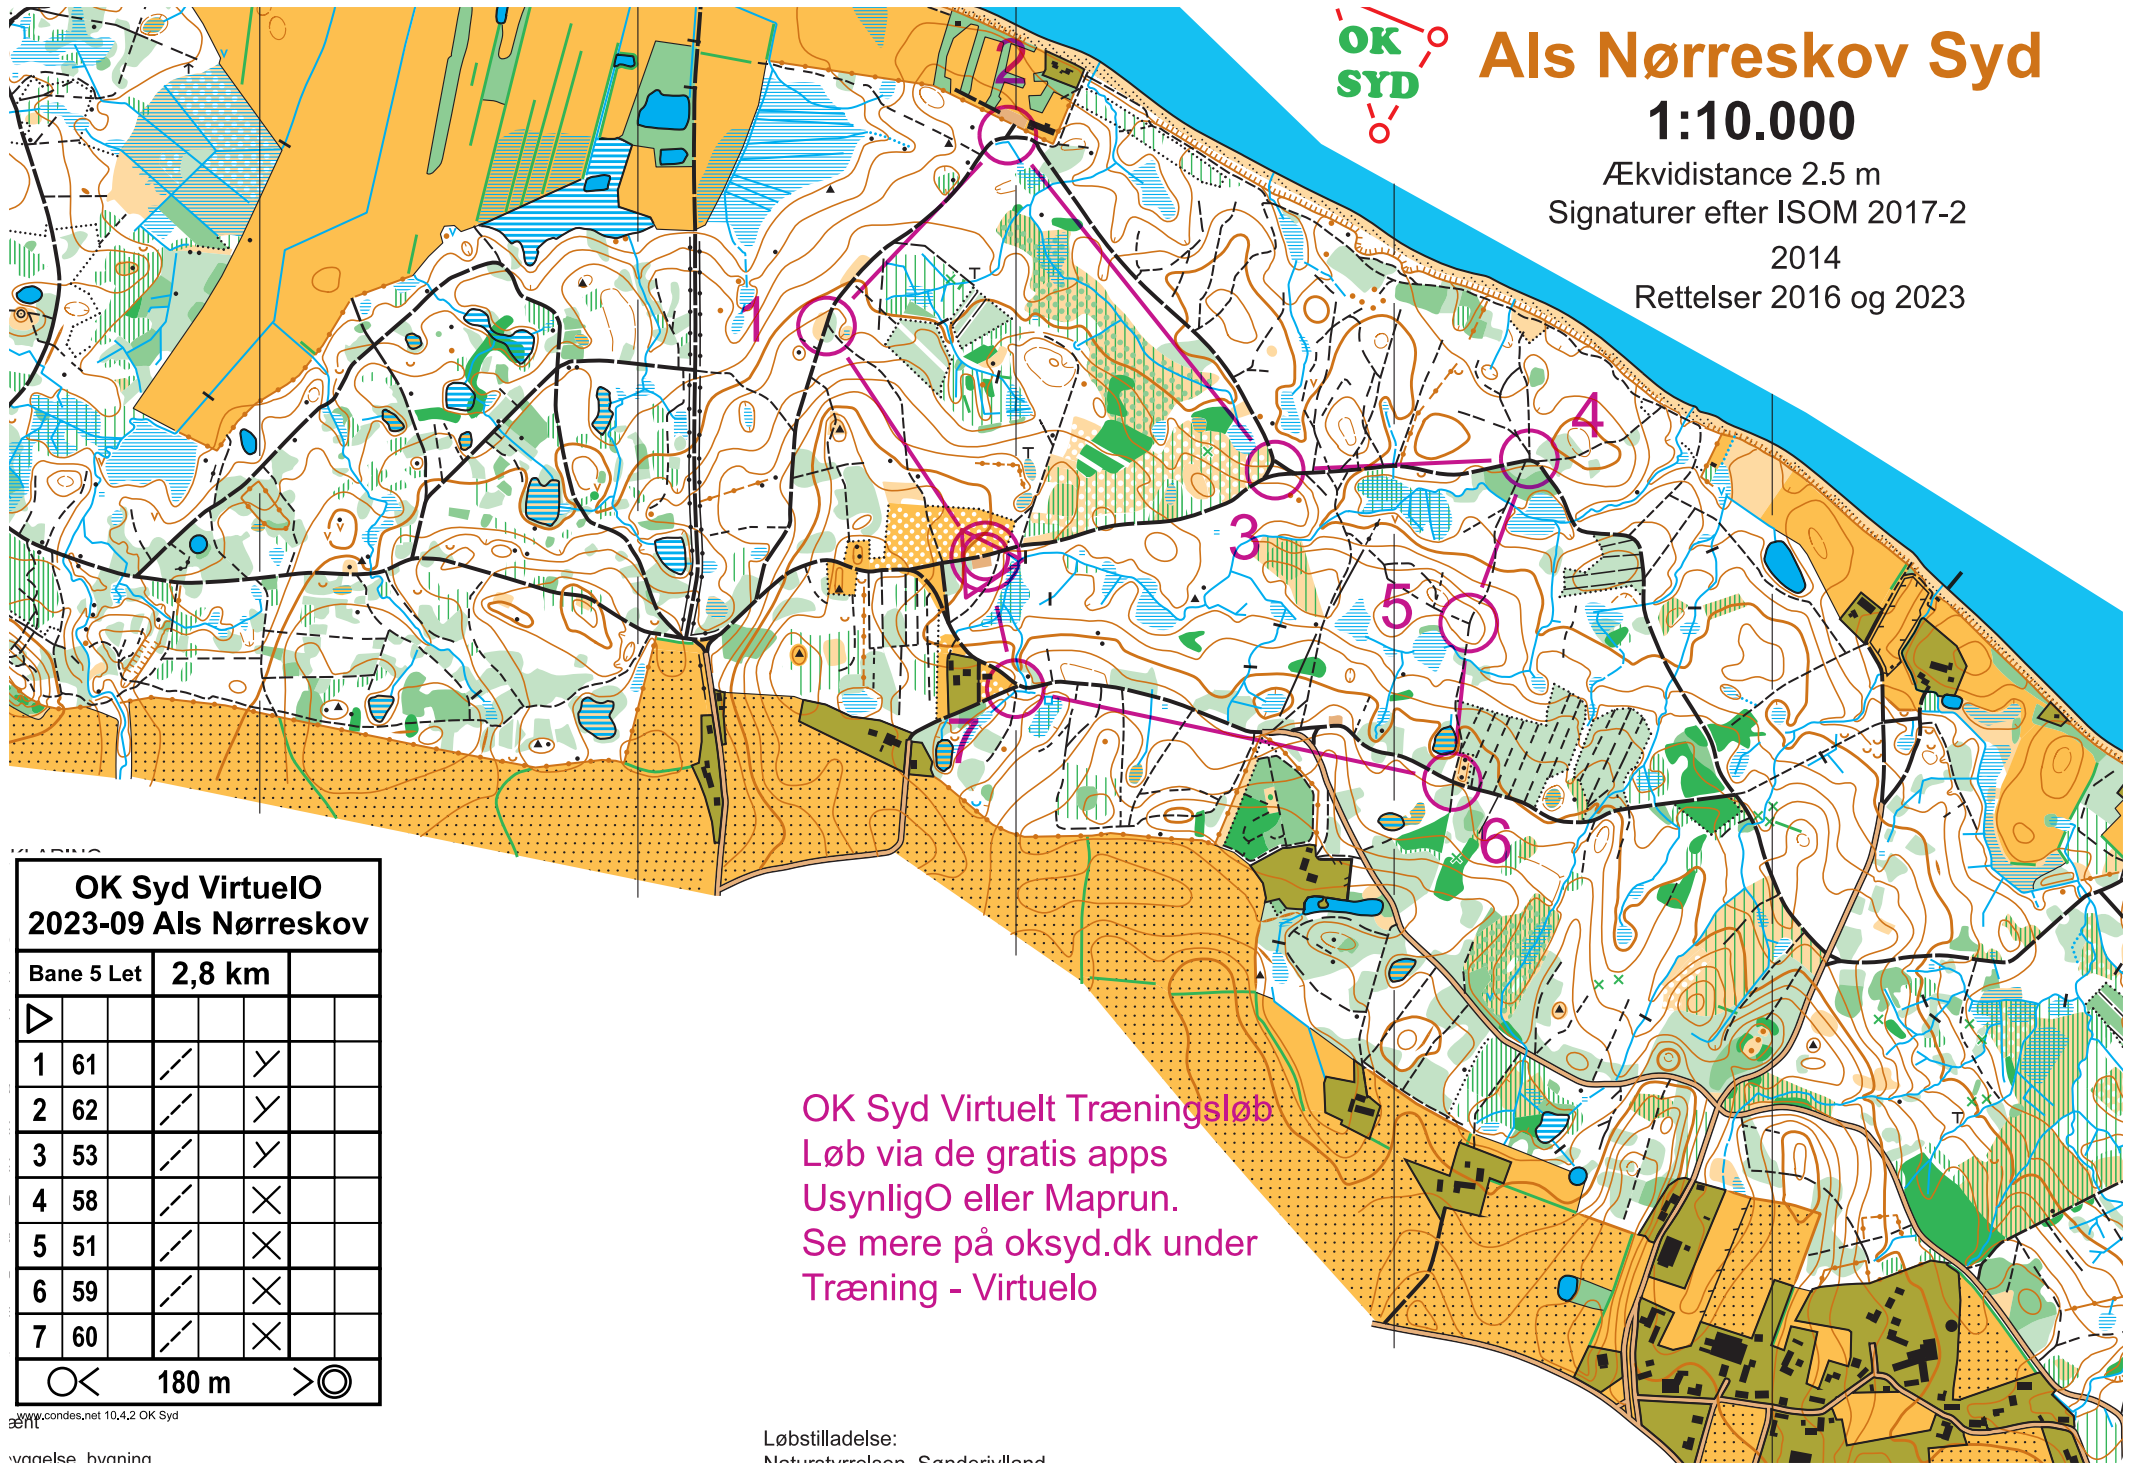 OK
SYD
Als Nørreskov Syd
1:10.000
Ækvidistance 2.5 m
Signaturer efter ISOM 2017-2
2014
Rettelser 2016 og 2023
2
1
4
3
5
7
6
OK Syd VirtuelO
2023-09 Als Nørreskov
Bane 5 Let 2,8 km
1 61
2 62
3 53
4 58
5 51
6 59
7 60
180 m
www.condes.net 10.4.2 OK Syd
OK Syd Virtuelt Træningsløb
Løb via de gratis apps
UsynligO eller Maprun.
Se mere på oksyd.dk under
Træning - Virtuelo
Løbstilladelse:
bygning